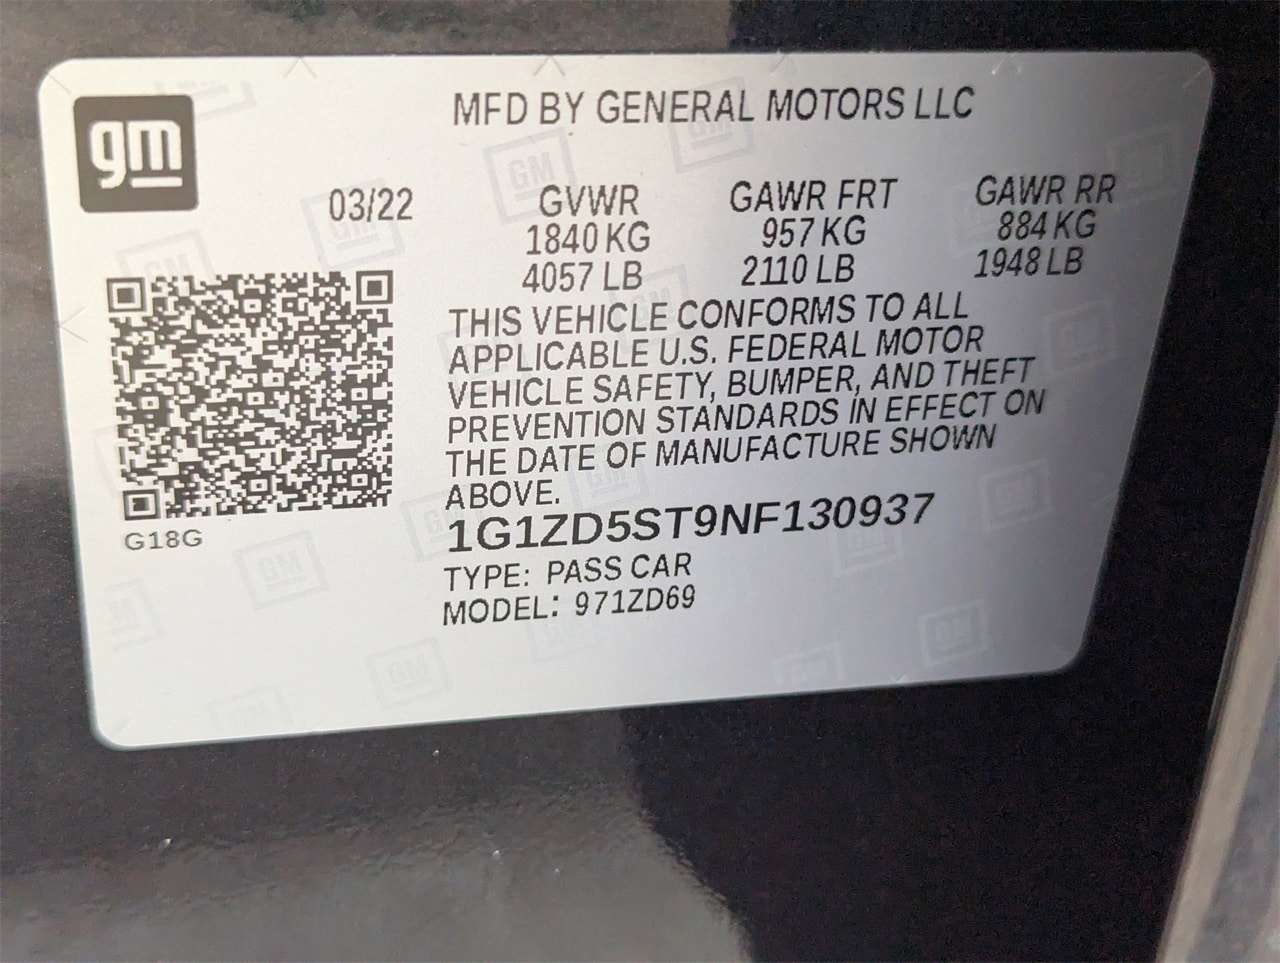 gm
MFD BY GENERAL MOTORS LLC
03/22 GVWR GAWR FRT GAWR RR
1840 KG 957 KG 884 KG
4057 LB 2110 LB 1948 LB
THIS VEHICLE CONFORMS TO ALL
APPLICABLE U.S. FEDERAL MOTOR
VEHICLE SAFETY, BUMPER, AND THEFT
PREVENTION STANDARDS IN EFFECT ON
THE DATE OF MANUFACTURE SHOWN
ABOVE.
G18G
1G1ZD5ST9NF130937
TYPE: PASS CAR
MODEL: 971ZD69